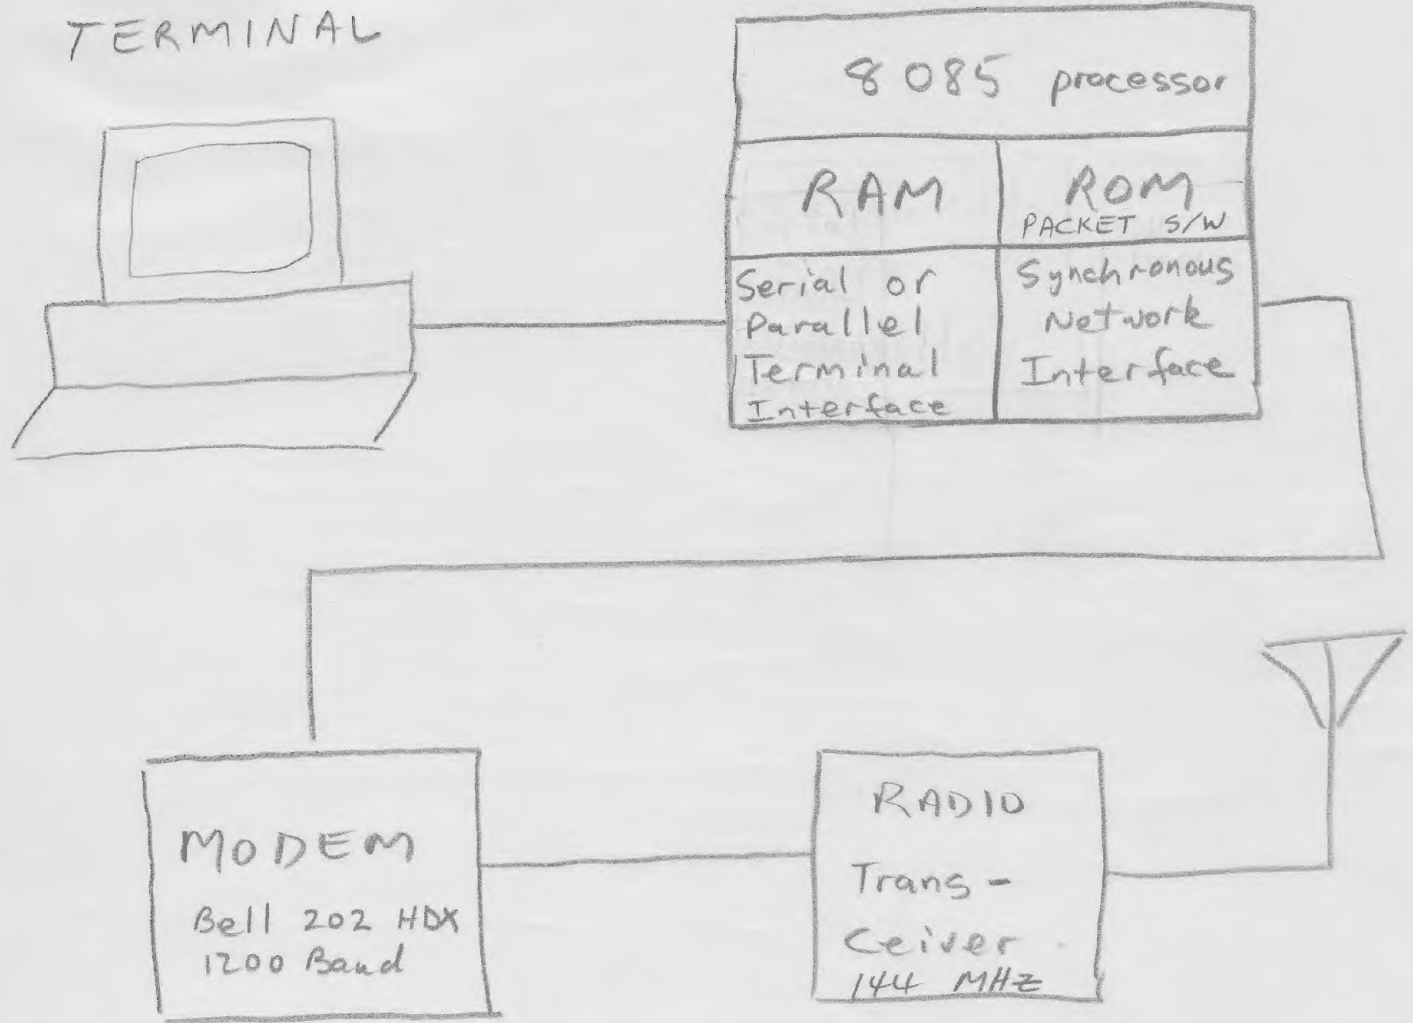 TERMINAL
8085 processor
RAM
ROM
PACKET S/W
Serial or
Parallel
Terminal
Interface
Synchronous
Network
Interface
MODEM
Bell 202 HDX
1200 Baud
RADIO
Trans-
Ceiver
144 MHZ